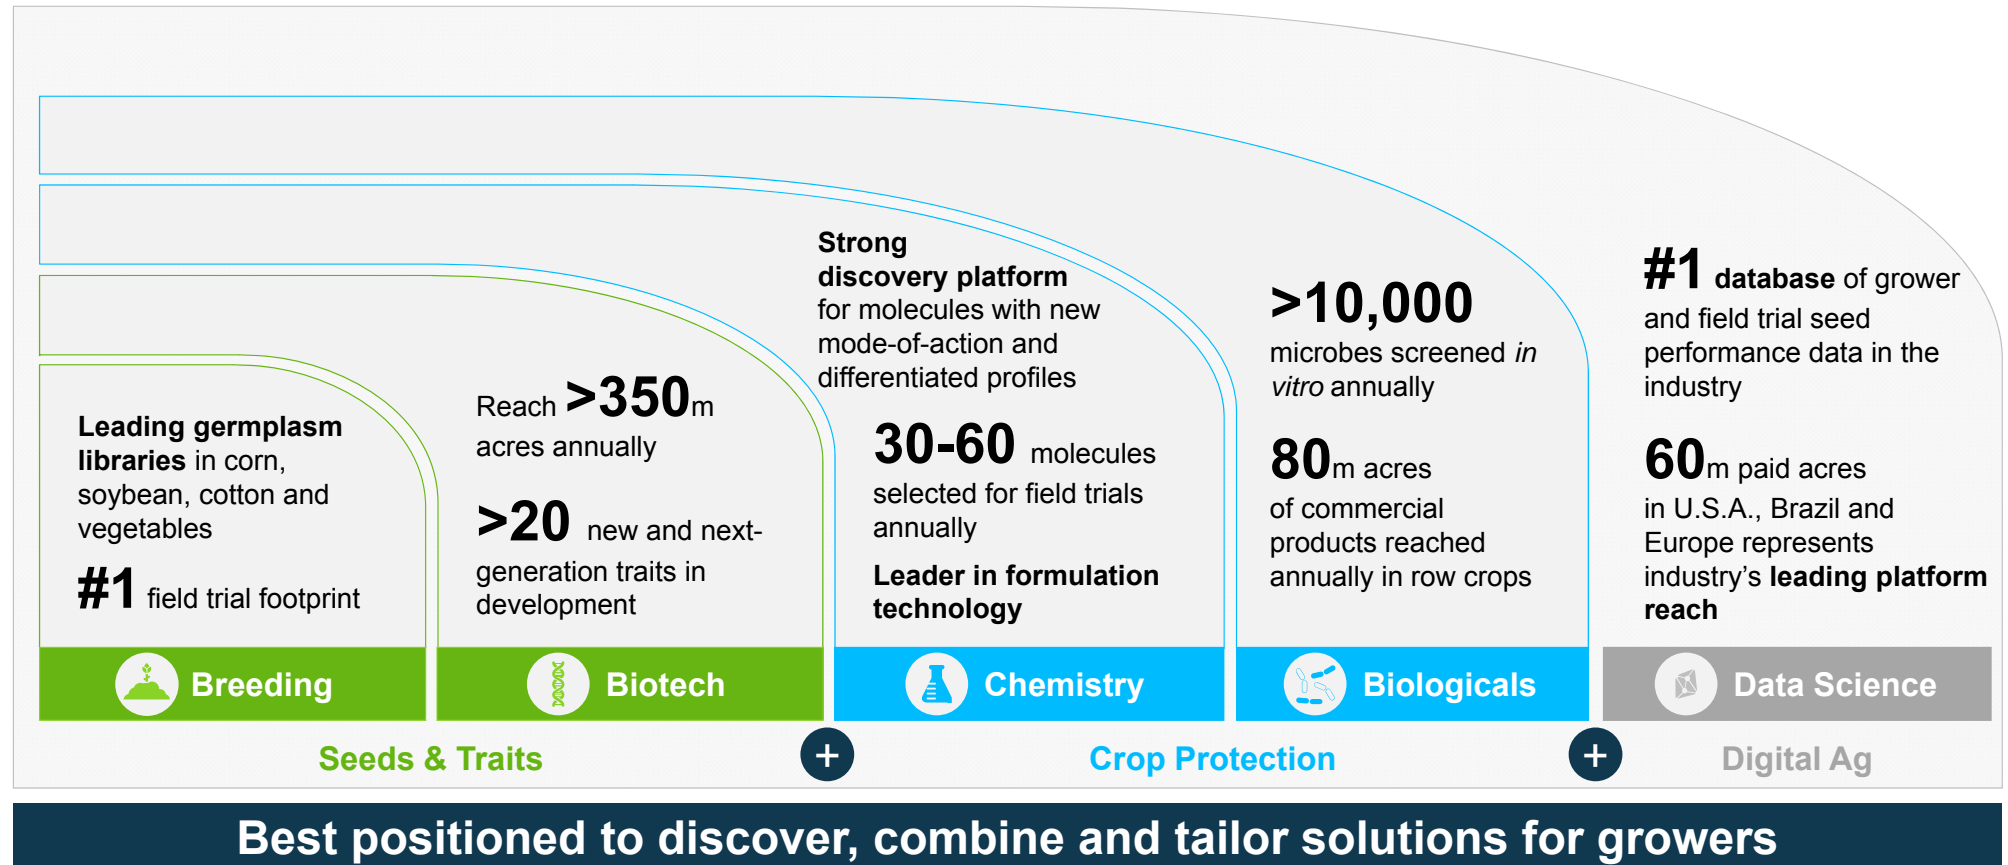 Leading germplasm
libraries in corn,
soybean, cotton and
vegetables
#1 field trial footprint
Breeding
Reach >350m
acres annually
>20 new and next-
generation traits in
development
Biotech
Strong
discovery platform
for molecules with new
mode-of-action and
differentiated profiles
30-60 molecules
selected for field trials
annually
Leader in formulation
technology
Chemistry
>10,000
microbes screened in
vitro annually
80m acres
of commercial
products reached
annually in row crops
Biologicals
#1 database of grower
and field trial seed
performance data in the
industry
60m paid acres
in U.S.A., Brazil and
Europe represents
industry’s leading platform
reach
Data Science
Seeds & Traits
+
Crop Protection
+
Digital Ag
Best positioned to discover, combine and tailor solutions for growers